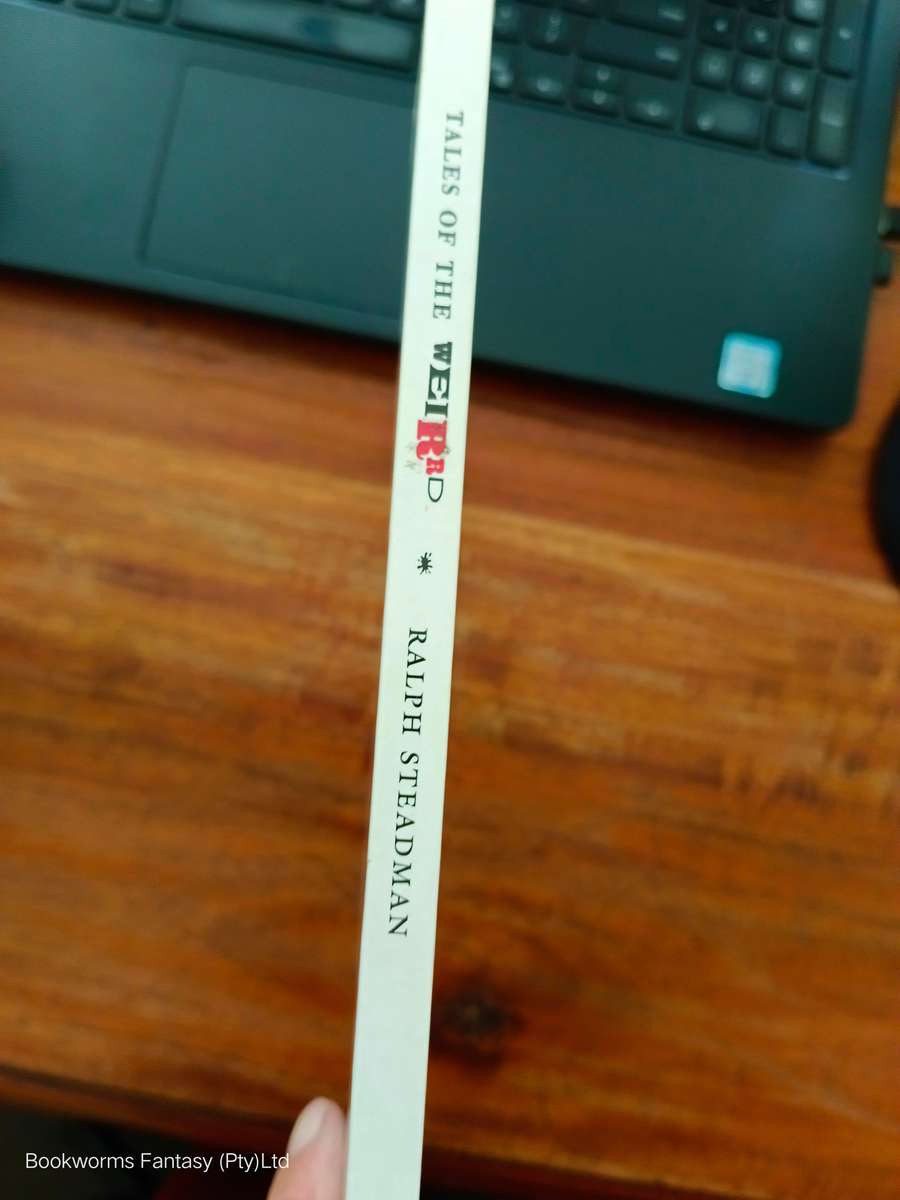 TALES OF THE WEIRRD
RALPH STEADMAN
Bookworms Fantasy (Pty)Ltd